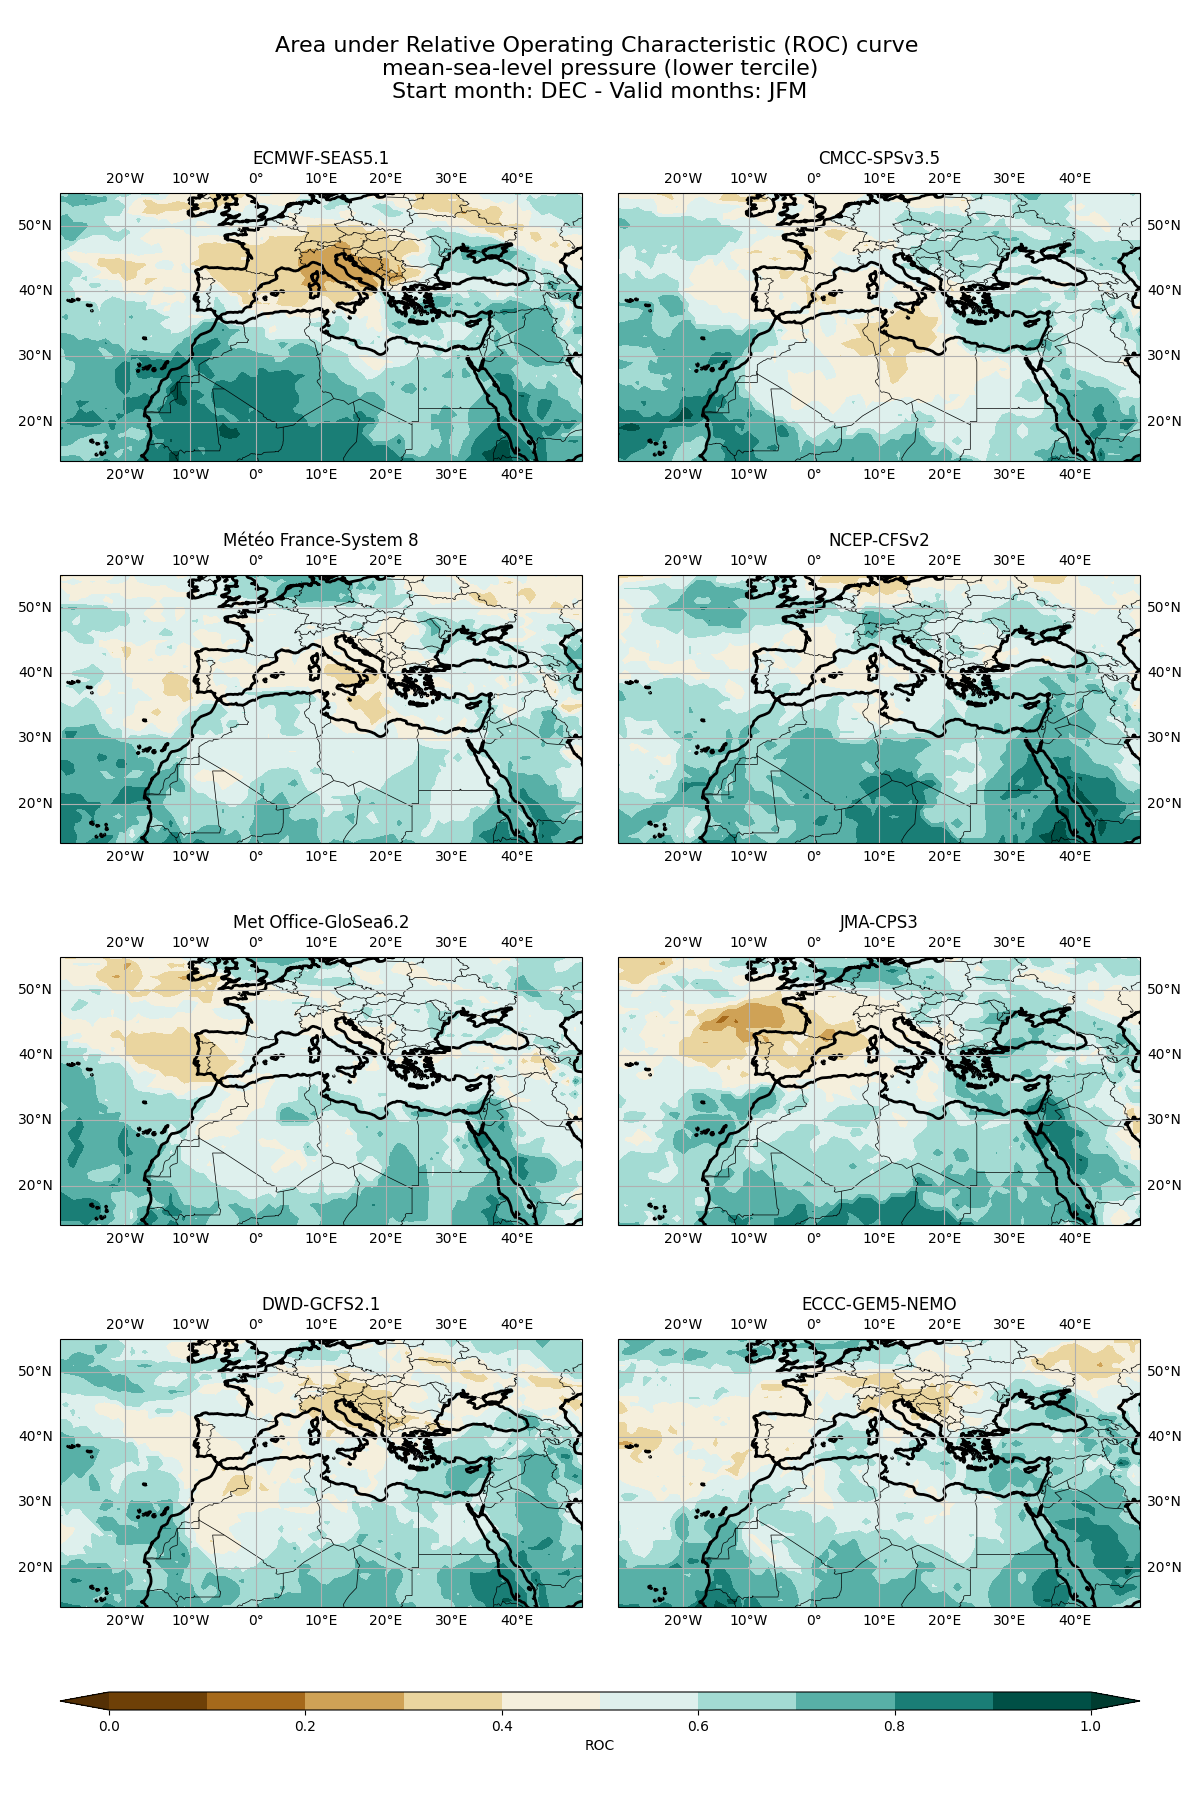 Area under Relative Operating Characteristic (ROC) curve
mean-sea-level pressure (lower tercile)
Start month: DEC - Valid months: JFM
ECMWF-SEAS5.1
20°W 10°W 0° 10°E 20°E 30°E 40°E
50°N
40°N
30°N
20°N
20°W 10°W 0° 10°E 20°E 30°E 40°E
CMCC-SPSv3.5
20°W 10°W 0° 10°E 20°E 30°E 40°E
50°N
40°N
30°N
20°N
20°W 10°W 0° 10°E 20°E 30°E 40°E
Météo France-System 8
20°W 10°W 0° 10°E 20°E 30°E 40°E
50°N
40°N
30°N
20°N
20°W 10°W 0° 10°E 20°E 30°E 40°E
NCEP-CFSv2
20°W 10°W 0° 10°E 20°E 30°E 40°E
50°N
40°N
30°N
20°N
20°W 10°W 0° 10°E 20°E 30°E 40°E
Met Office-GloSea6.2
20°W 10°W 0° 10°E 20°E 30°E 40°E
50°N
40°N
30°N
20°N
20°W 10°W 0° 10°E 20°E 30°E 40°E
JMA-CPS3
20°W 10°W 0° 10°E 20°E 30°E 40°E
50°N
40°N
30°N
20°N
20°W 10°W 0° 10°E 20°E 30°E 40°E
DWD-GCFS2.1
20°W 10°W 0° 10°E 20°E 30°E 40°E
50°N
40°N
30°N
20°N
20°W 10°W 0° 10°E 20°E 30°E 40°E
ECCC-GEM5-NEMO
20°W 10°W 0° 10°E 20°E 30°E 40°E
50°N
40°N
30°N
20°N
20°W 10°W 0° 10°E 20°E 30°E 40°E
0.0 0.2 0.4 0.6 0.8 1.0
ROC